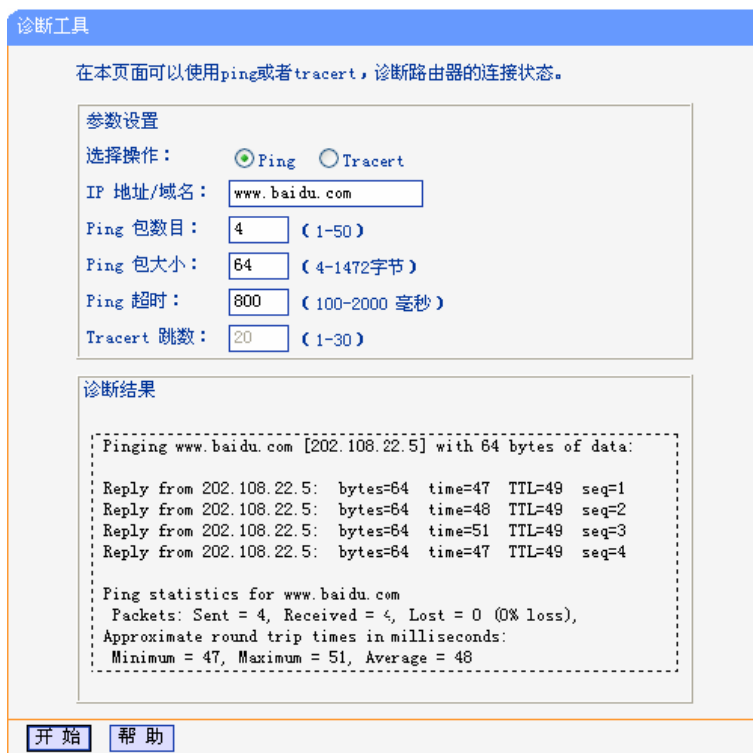 诊断工具
在本页面可以使用ping或者tracert，诊断路由器的连接状态。
参数设置
选择操作： Ping Tracert
IP 地址/域名： www.baidu.com
Ping 包数目： 4 （1-50）
Ping 包大小： 64 （4-1472字节）
Ping 超时： 800 （100-2000 毫秒）
Tracert 跳数： 20 （1-30）
诊断结果
Pinging www.baidu.com [202.108.22.5] with 64 bytes of data:
Reply from 202.108.22.5: bytes=64 time=47 TTL=49 seq=1
Reply from 202.108.22.5: bytes=64 time=48 TTL=49 seq=2
Reply from 202.108.22.5: bytes=64 time=51 TTL=49 seq=3
Reply from 202.108.22.5: bytes=64 time=47 TTL=49 seq=4
Ping statistics for www.baidu.com
Packets: Sent = 4, Received = 4, Lost = 0 (0% loss),
Approximate round trip times in milliseconds:
Minimum = 47, Maximum = 51, Average = 48
开 始 帮 助